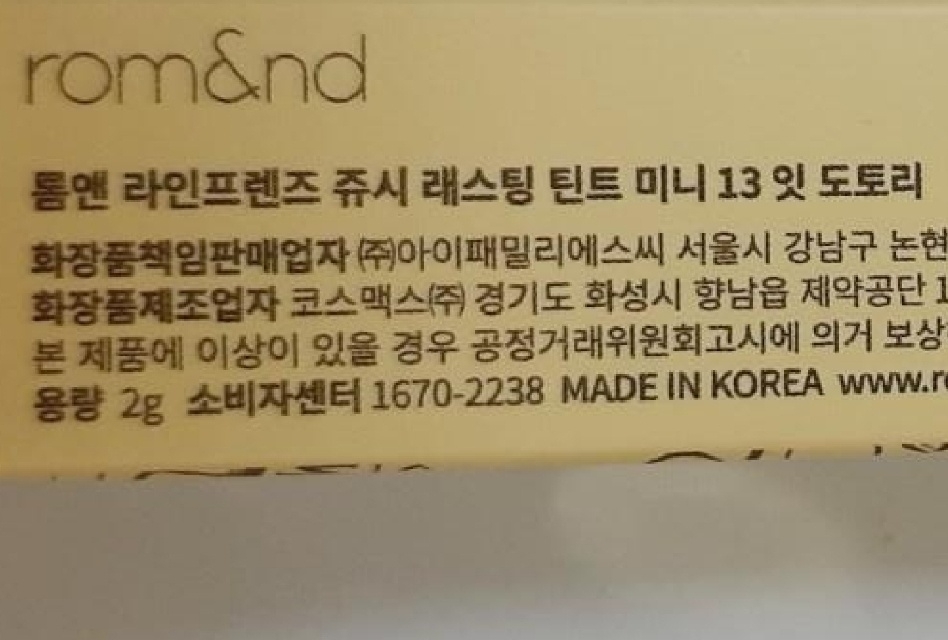 rom&nd
롬앤 라인프렌즈 쥬시 래스팅 틴트 미니 13 잇 도토리
화장품책임판매업자 ㈜아이패밀리에스씨 서울시 강남구 논현
화장품제조업자 코스맥스㈜ 경기도 화성시 향남읍 제약공단 1
본 제품에 이상이 있을 경우 공정거래위원회고시에 의거 보상
용량 2g 소비자센터 1670-2238 MADE IN KOREA www.r